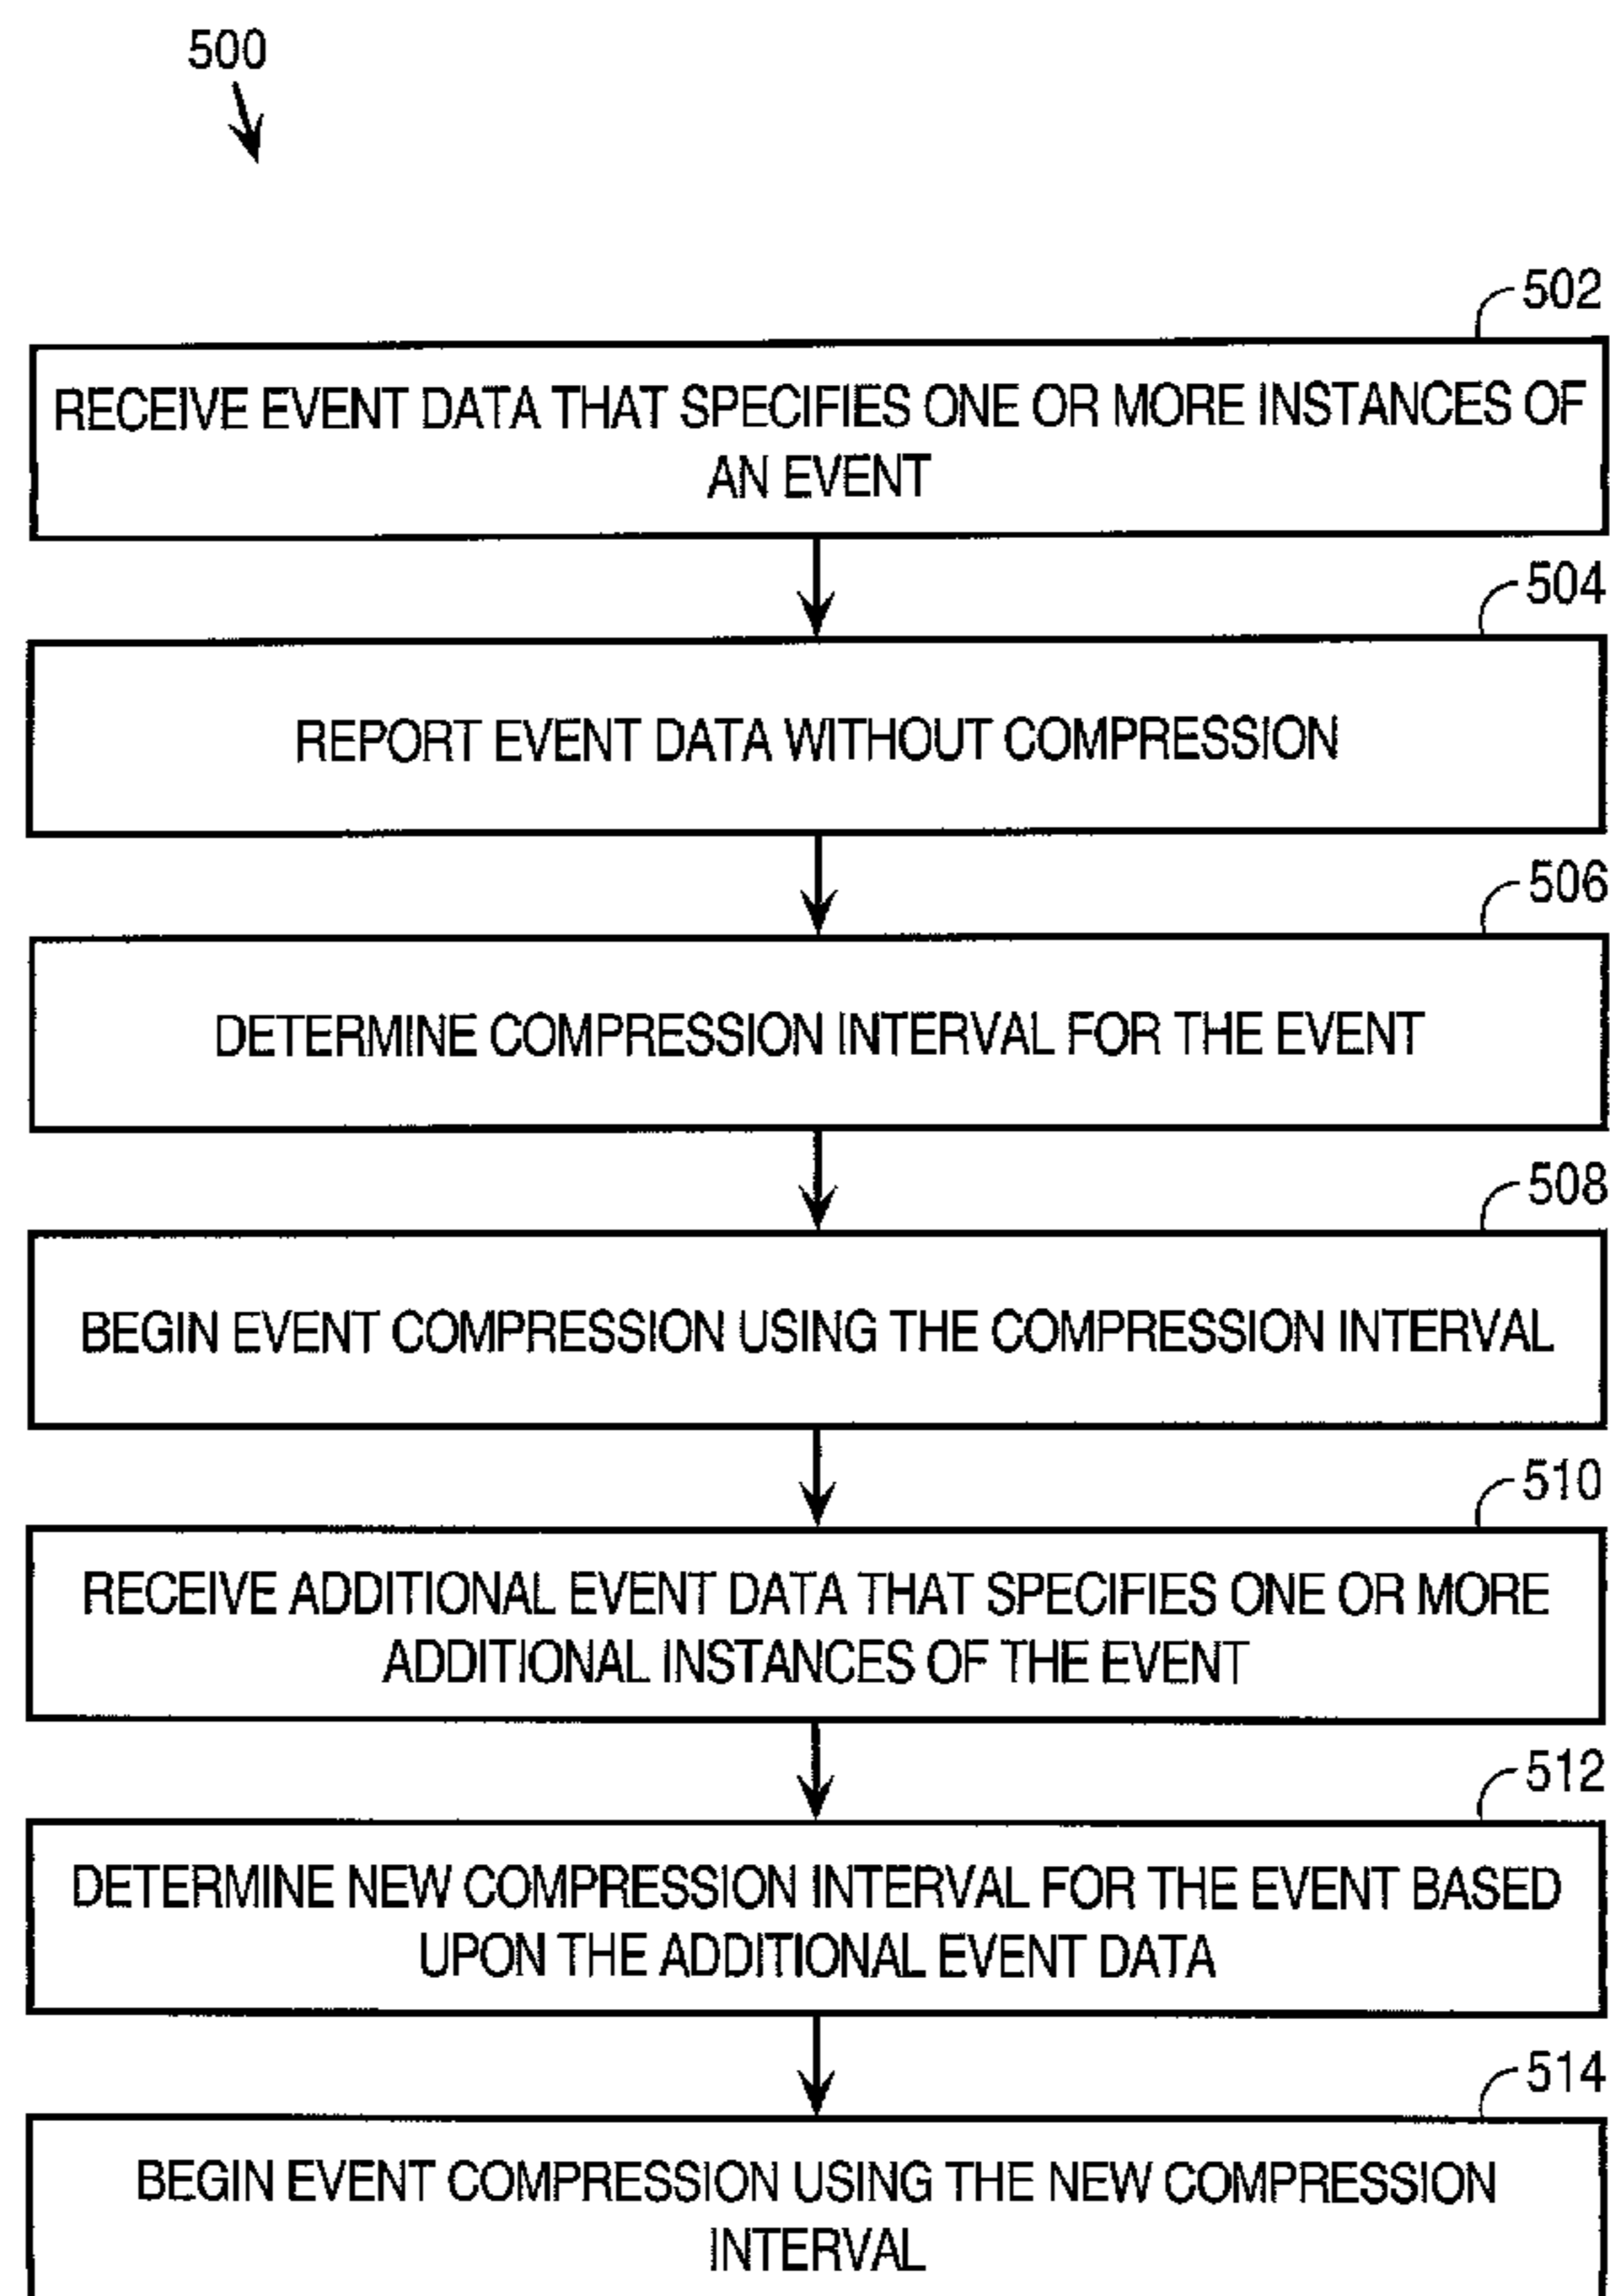 500
502
RECEIVE EVENT DATA THAT SPECIFIES ONE OR MORE INSTANCES OF
AN EVENT
504
REPORT EVENT DATA WITHOUT COMPRESSION
506
DETERMINE COMPRESSION INTERVAL FOR THE EVENT
508
BEGIN EVENT COMPRESSION USING THE COMPRESSION INTERVAL
510
RECEIVE ADDITIONAL EVENT DATA THAT SPECIFIES ONE OR MORE
ADDITIONAL INSTANCES OF THE EVENT
512
DETERMINE NEW COMPRESSION INTERVAL FOR THE EVENT BASED
UPON THE ADDITIONAL EVENT DATA
514
BEGIN EVENT COMPRESSION USING THE NEW COMPRESSION
INTERVAL